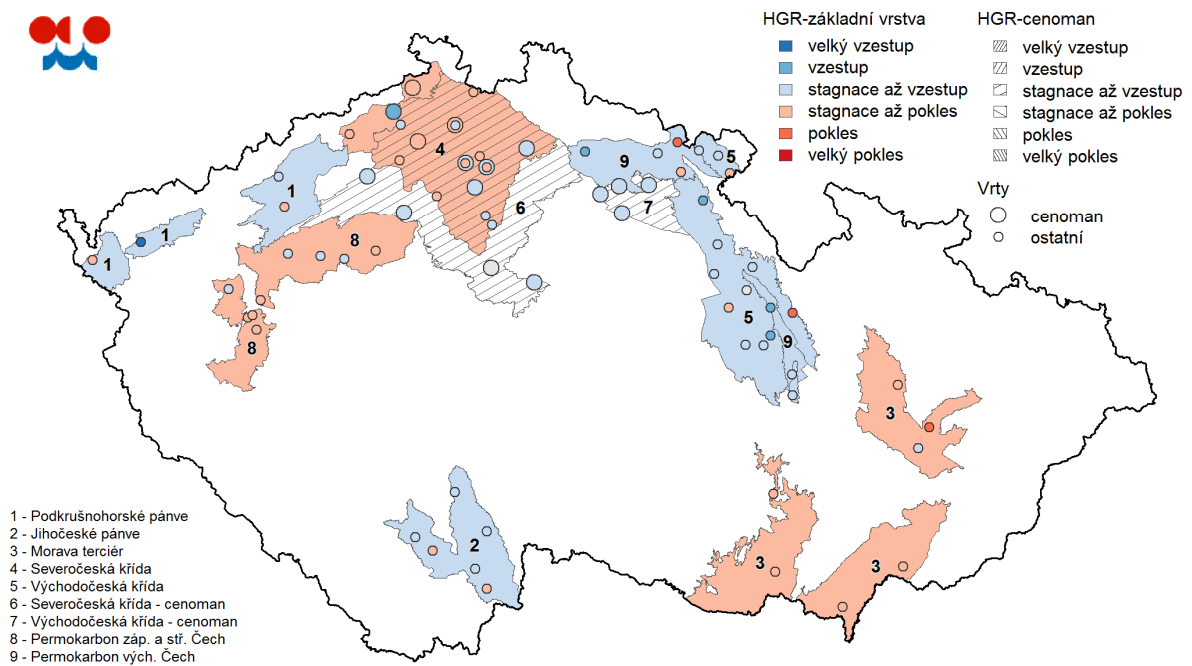 HGR-základní vrstva
velký vzestup
vzestup
stagnace až vzestup
stagnace až pokles
pokles
velký pokles
HGR-cenoman
velký vzestup
vzestup
stagnace až vzestup
stagnace až pokles
pokles
velký pokles
Vrty
cenoman
ostatní
4
9
5
1
6
7
1
8
1
5
9
8
3
2
3
3
1 - Podkrušnohorské pánve
2 - Jihočeské pánve
3 - Morava terciér
4 - Severočeská křída
5 - Východočeská křída
6 - Severočeská křída - cenoman
7 - Východočeská křída - cenoman
8 - Permokarbon záp. a stř. Čech
9 - Permokarbon vých. Čech